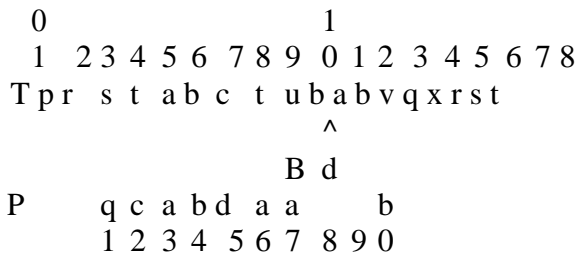 0 1
1 2 3 4 5 6 7 8 9 0 1 2 3 4 5 6 7 8
T p r s t a b c t u b a b v q x r s t
^
B d
P q c a b d a a b
1 2 3 4 5 6 7 8 9 0